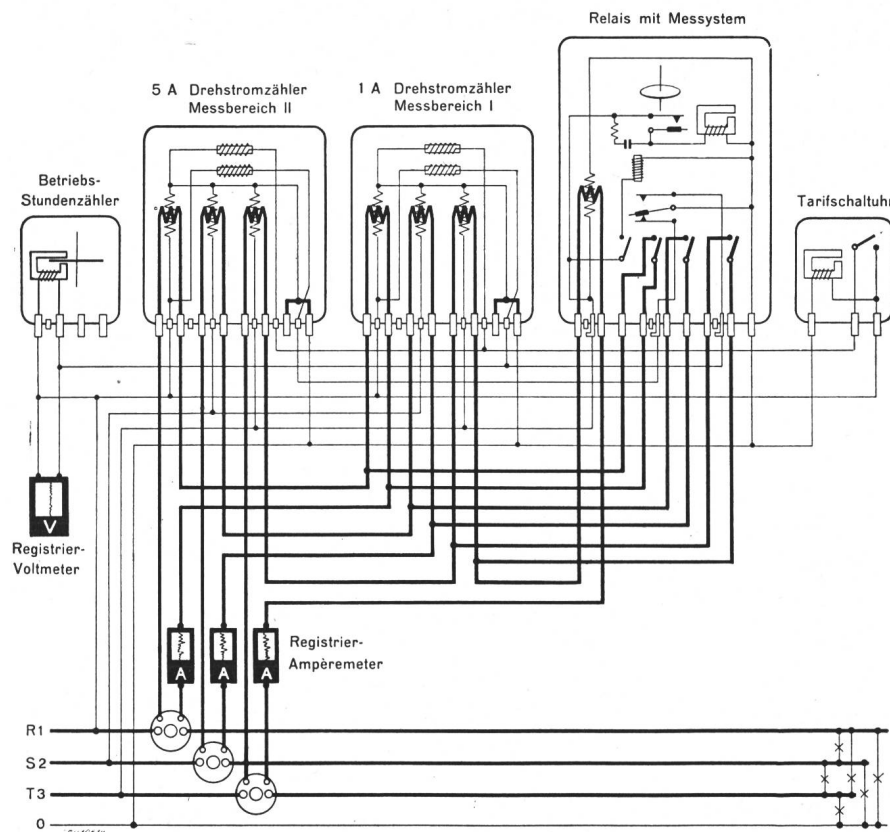 Relais mit Messystem
5 A Drehstromzähler
Messbereich II
1 A Drehstromzähler
Messbereich I
Betriebs-
Stundenzähler
Tarifschaltuhr
V
Registrier-
Voltmeter
Registrier-
Ampèremeter
A A A
R1
S2
T3
0